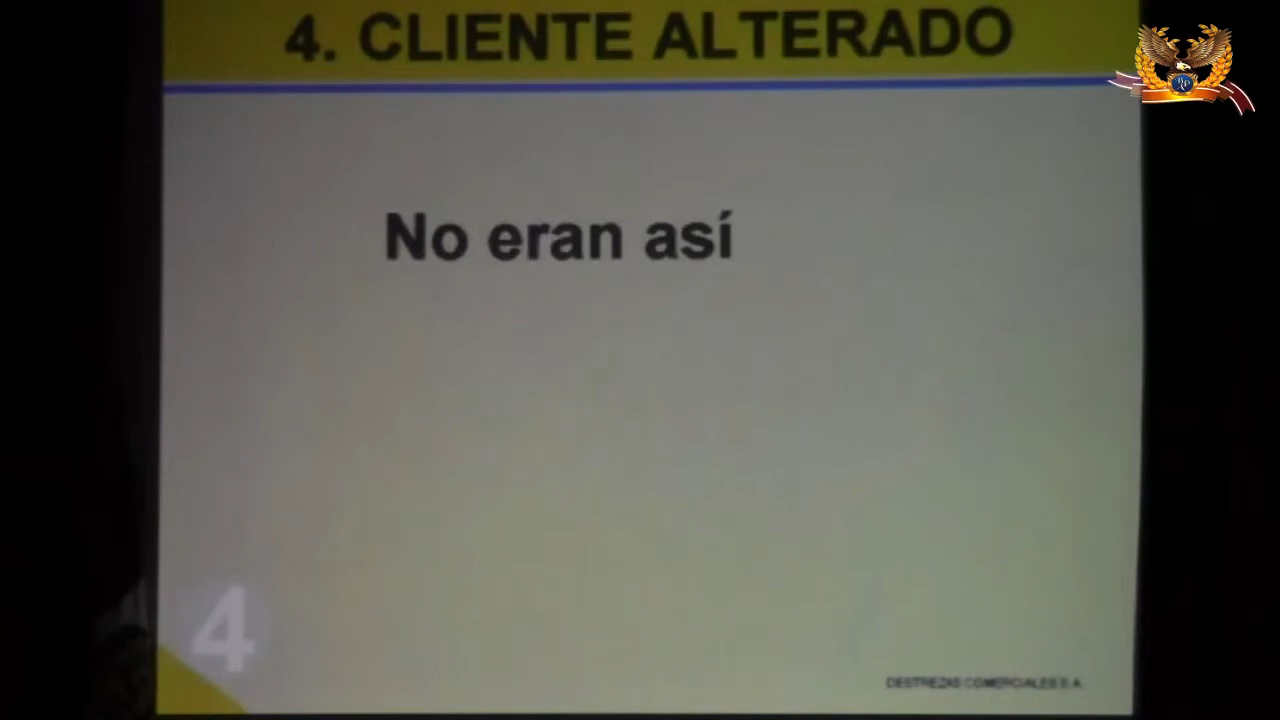 4. CLIENTE ALTERADO
No eran así
4
DESTREZAS COMERCIALES S.A.